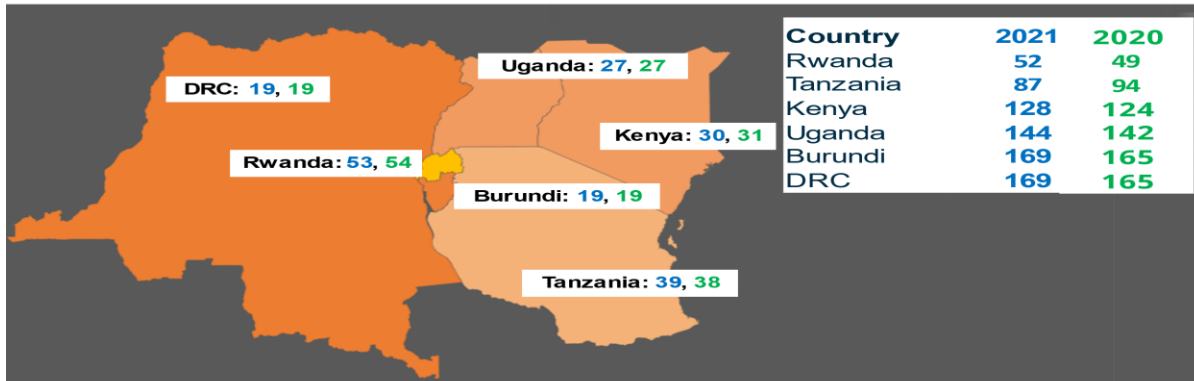 Uganda: 27, 27
DRC: 19, 19
Kenya: 30, 31
Rwanda: 53, 54
Burundi: 19, 19
Tanzania: 39, 38
Country 2021 2020
Rwanda 52 49
Tanzania 87 94
Kenya 128 124
Uganda 144 142
Burundi 169 165
DRC 169 165